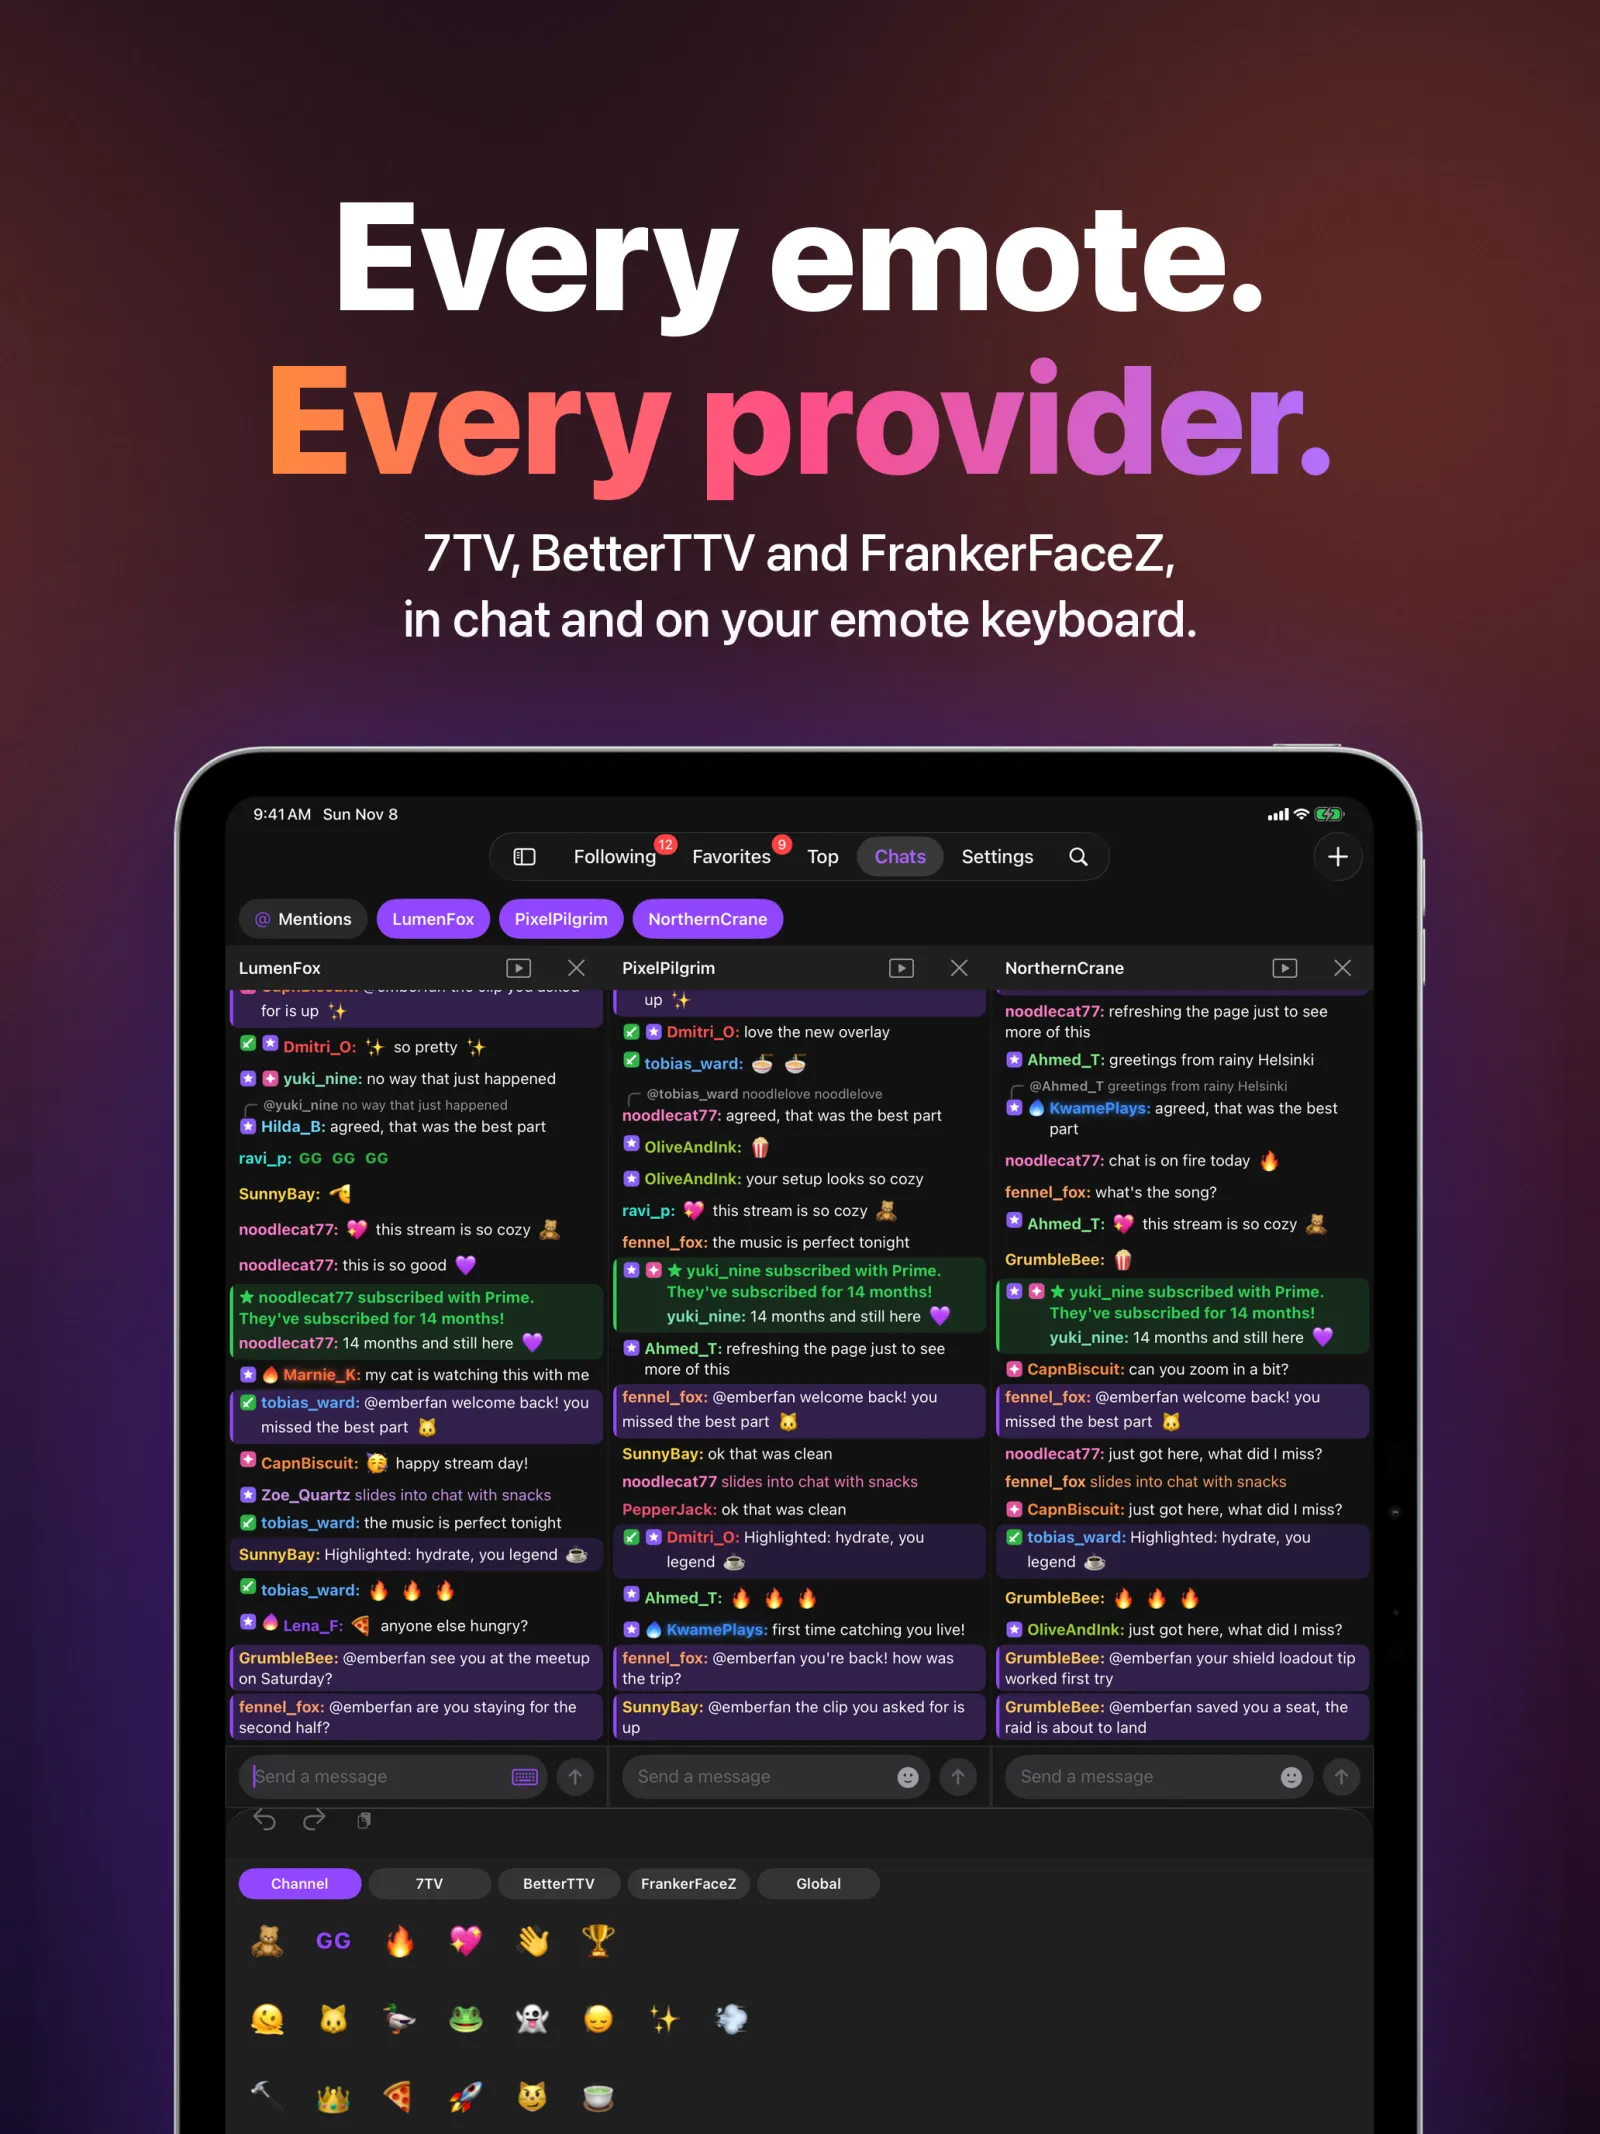 Every emote.
Every provider.
7TV, BetterTTV and FrankerFaceZ,
in chat and on your emote keyboard.
9:41 AM Sun Nov 8
Following 12 Favorites 9 Top Chats Settings
@ Mentions LumenFox PixelPilgrim NorthernCrane
LumenFox
CapnBiscuit: @emberfan the clip you asked
for is up ✨
Dmitri_O: ✨ so pretty ✨
yuki_nine: no way that just happened
@yuki_nine no way that just happened
Hilda_B: agreed, that was the best part
ravi_p: GG GG GG
SunnyBay:
noodlecat77: 💖 this stream is so cozy 🧸
noodlecat77: this is so good 💜
★ noodlecat77 subscribed with Prime.
They've subscribed for 14 months!
noodlecat77: 14 months and still here 💜
Marnie_K: my cat is watching this with me
tobias_ward: @emberfan welcome back! you
missed the best part 🐱
CapnBiscuit: 🥳 happy stream day!
Zoe_Quartz slides into chat with snacks
tobias_ward: the music is perfect tonight
SunnyBay: Highlighted: hydrate, you legend ☕
tobias_ward: 🔥 🔥 🔥
Lena_F: 🍕 anyone else hungry?
GrumbleBee: @emberfan see you at the meetup
on Saturday?
fennel_fox: @emberfan are you staying for the
second half?
Send a message
PixelPilgrim
up ✨
Dmitri_O: love the new overlay
tobias_ward: 🍜 🍜
@tobias_ward noodlelove noodlelove
noodlecat77: agreed, that was the best part
OliveAndInk: 🍿
OliveAndInk: your setup looks so cozy
ravi_p: 💖 this stream is so cozy 🧸
fennel_fox: the music is perfect tonight
★ yuki_nine subscribed with Prime.
They've subscribed for 14 months!
yuki_nine: 14 months and still here 💜
Ahmed_T: refreshing the page just to see
more of this
fennel_fox: @emberfan welcome back! you
missed the best part 🐱
SunnyBay: ok that was clean
noodlecat77 slides into chat with snacks
PepperJack: ok that was clean
Dmitri_O: Highlighted: hydrate, you
legend ☕
Ahmed_T: 🔥 🔥 🔥
KwamePlays: first time catching you live!
fennel_fox: @emberfan you're back! how was
the trip?
SunnyBay: @emberfan the clip you asked for is
up
Send a message
NorthernCrane
noodlecat77: refreshing the page just to see
more of this
Ahmed_T: greetings from rainy Helsinki
@Ahmed_T greetings from rainy Helsinki
KwamePlays: agreed, that was the best
part
noodlecat77: chat is on fire today 🔥
fennel_fox: what's the song?
Ahmed_T: 💖 this stream is so cozy 🧸
GrumbleBee: 🍿
★ yuki_nine subscribed with Prime.
They've subscribed for 14 months!
yuki_nine: 14 months and still here 💜
CapnBiscuit: can you zoom in a bit?
fennel_fox: @emberfan welcome back! you
missed the best part 🐱
noodlecat77: just got here, what did I miss?
fennel_fox slides into chat with snacks
CapnBiscuit: just got here, what did I miss?
tobias_ward: Highlighted: hydrate, you
legend ☕
GrumbleBee: 🔥 🔥 🔥
OliveAndInk: just got here, what did I miss?
GrumbleBee: @emberfan your shield loadout tip
worked first try
GrumbleBee: @emberfan saved you a seat, the
raid is about to land
Send a message
Channel 7TV BetterTTV FrankerFaceZ Global
GG